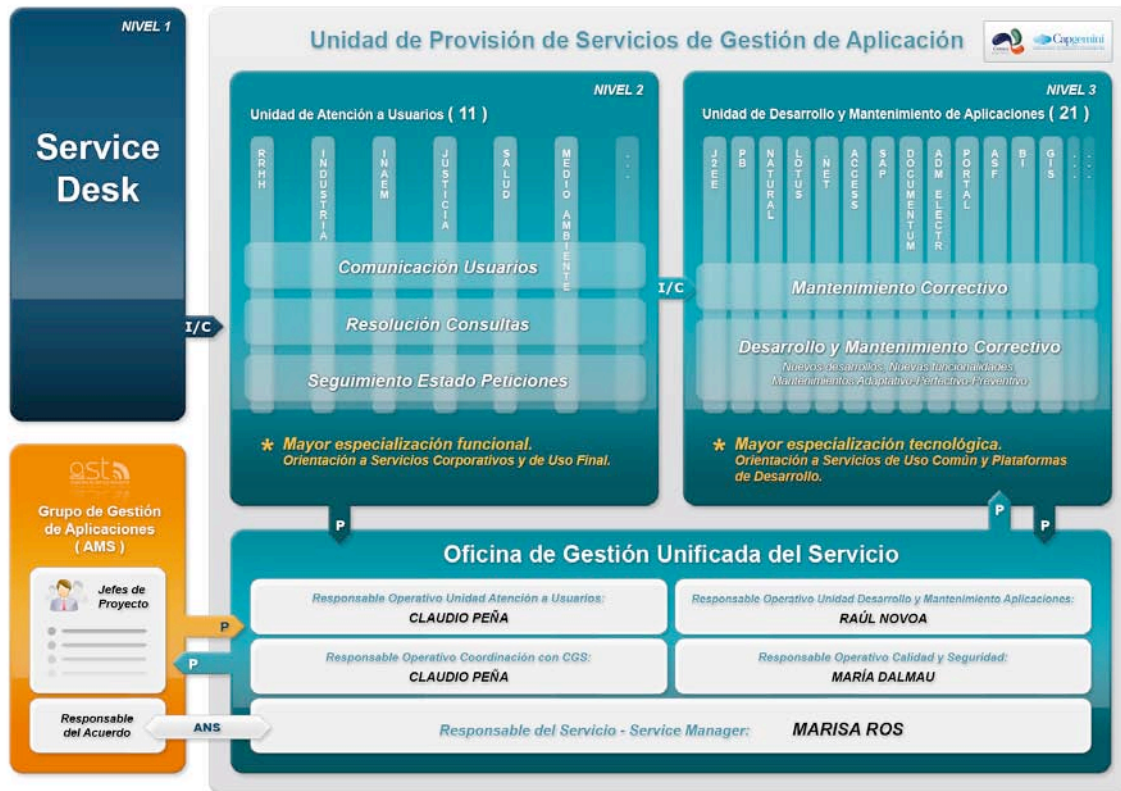 NIVEL 1
Service
Desk
I/C
Unidad de Provisión de Servicios de Gestión de Aplicación
Capgemini
NIVEL 2
Unidad de Atención a Usuarios ( 11 )
RRHH
INDUSTRIA
INAEM
JUSTICIA
SALUD
MEDIO AMBIENTE
...
Comunicación Usuarios
Resolución Consultas
Seguimiento Estado Peticiones
* Mayor especialización funcional.
Orientación a Servicios Corporativos y de Uso Final.
I/C
NIVEL 3
Unidad de Desarrollo y Mantenimiento de Aplicaciones ( 21 )
J2EE
PB
NATURAL
LOTUS
.NET
ACCESS
SAP
DOCUMENTUM
ADM ELECTR
PORTAL
ASF
BI
GIS
...
...
Mantenimiento Correctivo
Desarrollo y Mantenimiento Correctivo
Nuevos desarrollos, Nuevas funcionalidades
Mantenimientos Adaptativo-Perfectivo-Preventivo
* Mayor especialización tecnológica.
Orientación a Servicios de Uso Común y Plataformas
de Desarrollo.
P
P
P
ast
Grupo de Gestión
de Aplicaciones
( AMS )
Jefes de
Proyecto
Responsable
del Acuerdo
P
P
ANS
Oficina de Gestión Unificada del Servicio
Responsable Operativo Unidad Atención a Usuarios:
CLAUDIO PEÑA
Responsable Operativo Unidad Desarrollo y Mantenimiento Aplicaciones:
RAÚL NOVOA
Responsable Operativo Coordinación con CGS:
CLAUDIO PEÑA
Responsable Operativo Calidad y Seguridad:
MARÍA DALMAU
Responsable del Servicio - Service Manager: MARISA ROS